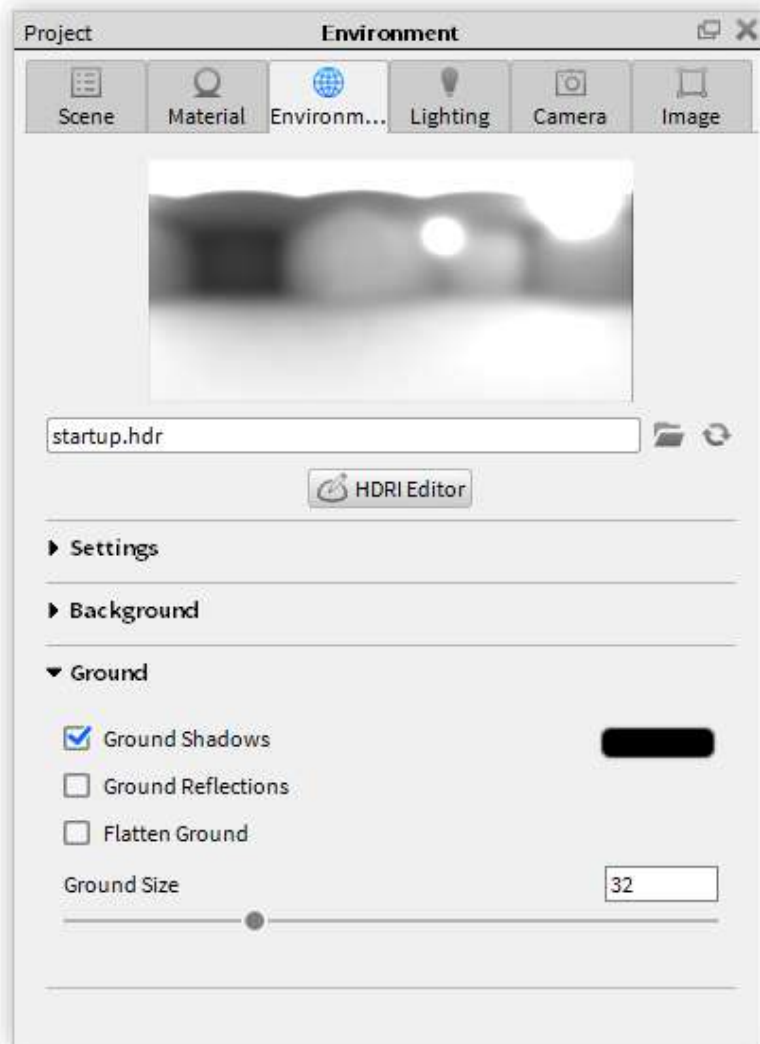 Project Environment
Scene Material Environm... Lighting Camera Image
startup.hdr
HDRI Editor
Settings
Background
Ground
Ground Shadows
Ground Reflections
Flatten Ground
Ground Size 32